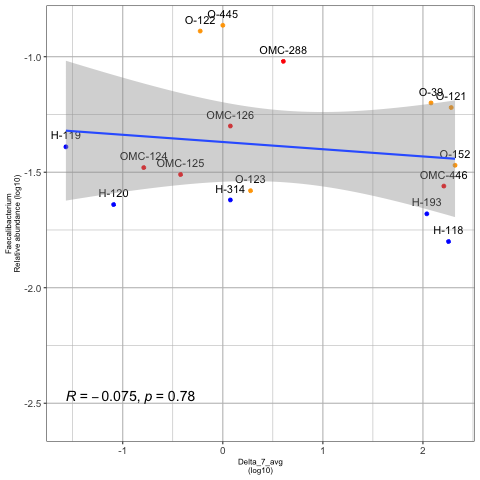 O-122
O-445
OMC-288
-1.0
O-39
O-121
OMC-126
H-119
OMC-124
OMC-125
O-152
-1.5
O-123
OMC-446
H-120
H-314
H-193
H-118
-2.0
-2.5
R = – 0.075, p = 0.78
-1
0
1
2
Delta_7_avg
(log10)
Faecalibacterium
Relative abundance (log10)